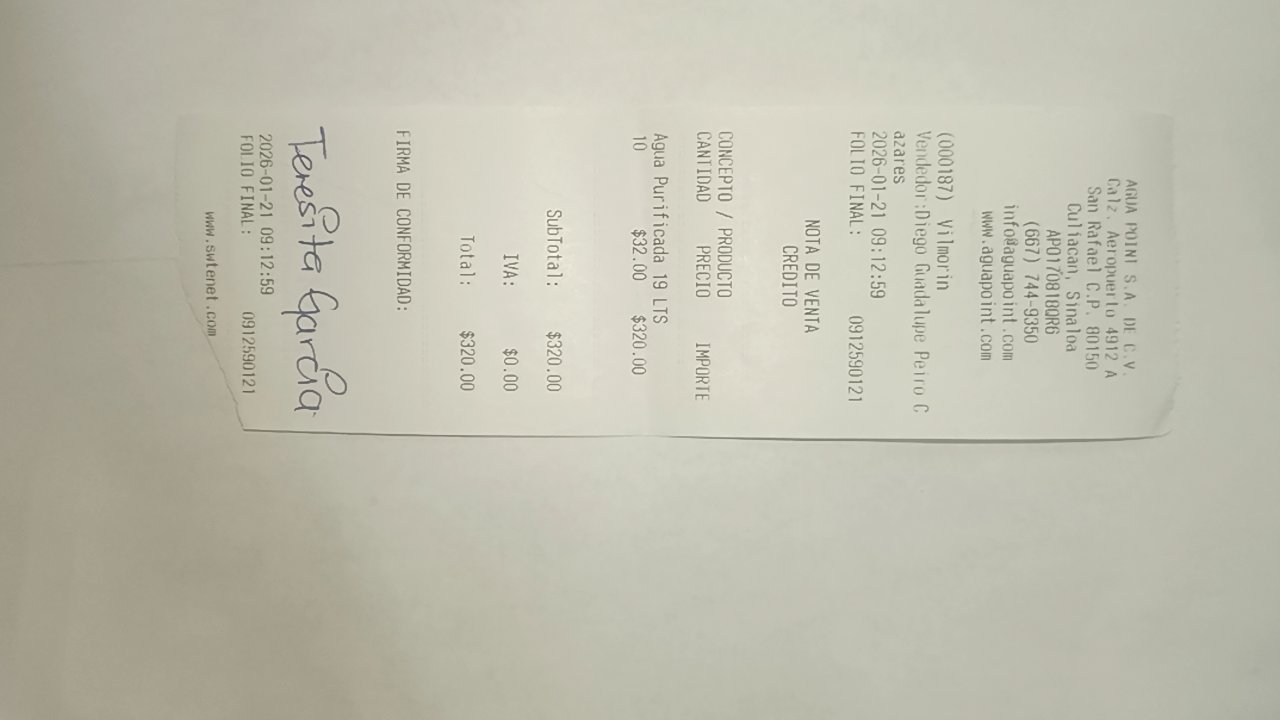 AGUA POINT S.A. DE C.V.
Calz. Aeropuerto 4912 A
San Rafael C.P. 80150
Culiacan, Sinaloa
APO170818QR6
(667) 744-9350
info@aguapoint.com
www.aguapoint.com
(000187) Vilmorin
Vendedor:Diego Guadalupe Peiro C
azares
2026-01-21 09:12:59
FOLIO FINAL: 0912590121
NOTA DE VENTA
CREDITO
CONCEPTO / PRODUCTO
CANTIDAD PRECIO IMPORTE
Agua Purificada 19 LTS
10 $32.00 $320.00
SubTotal: $320.00
IVA: $0.00
Total: $320.00
FIRMA DE CONFORMIDAD:
Teresita García
2026-01-21 09:12:59
FOLIO FINAL: 0912590121
www.swtenet.com